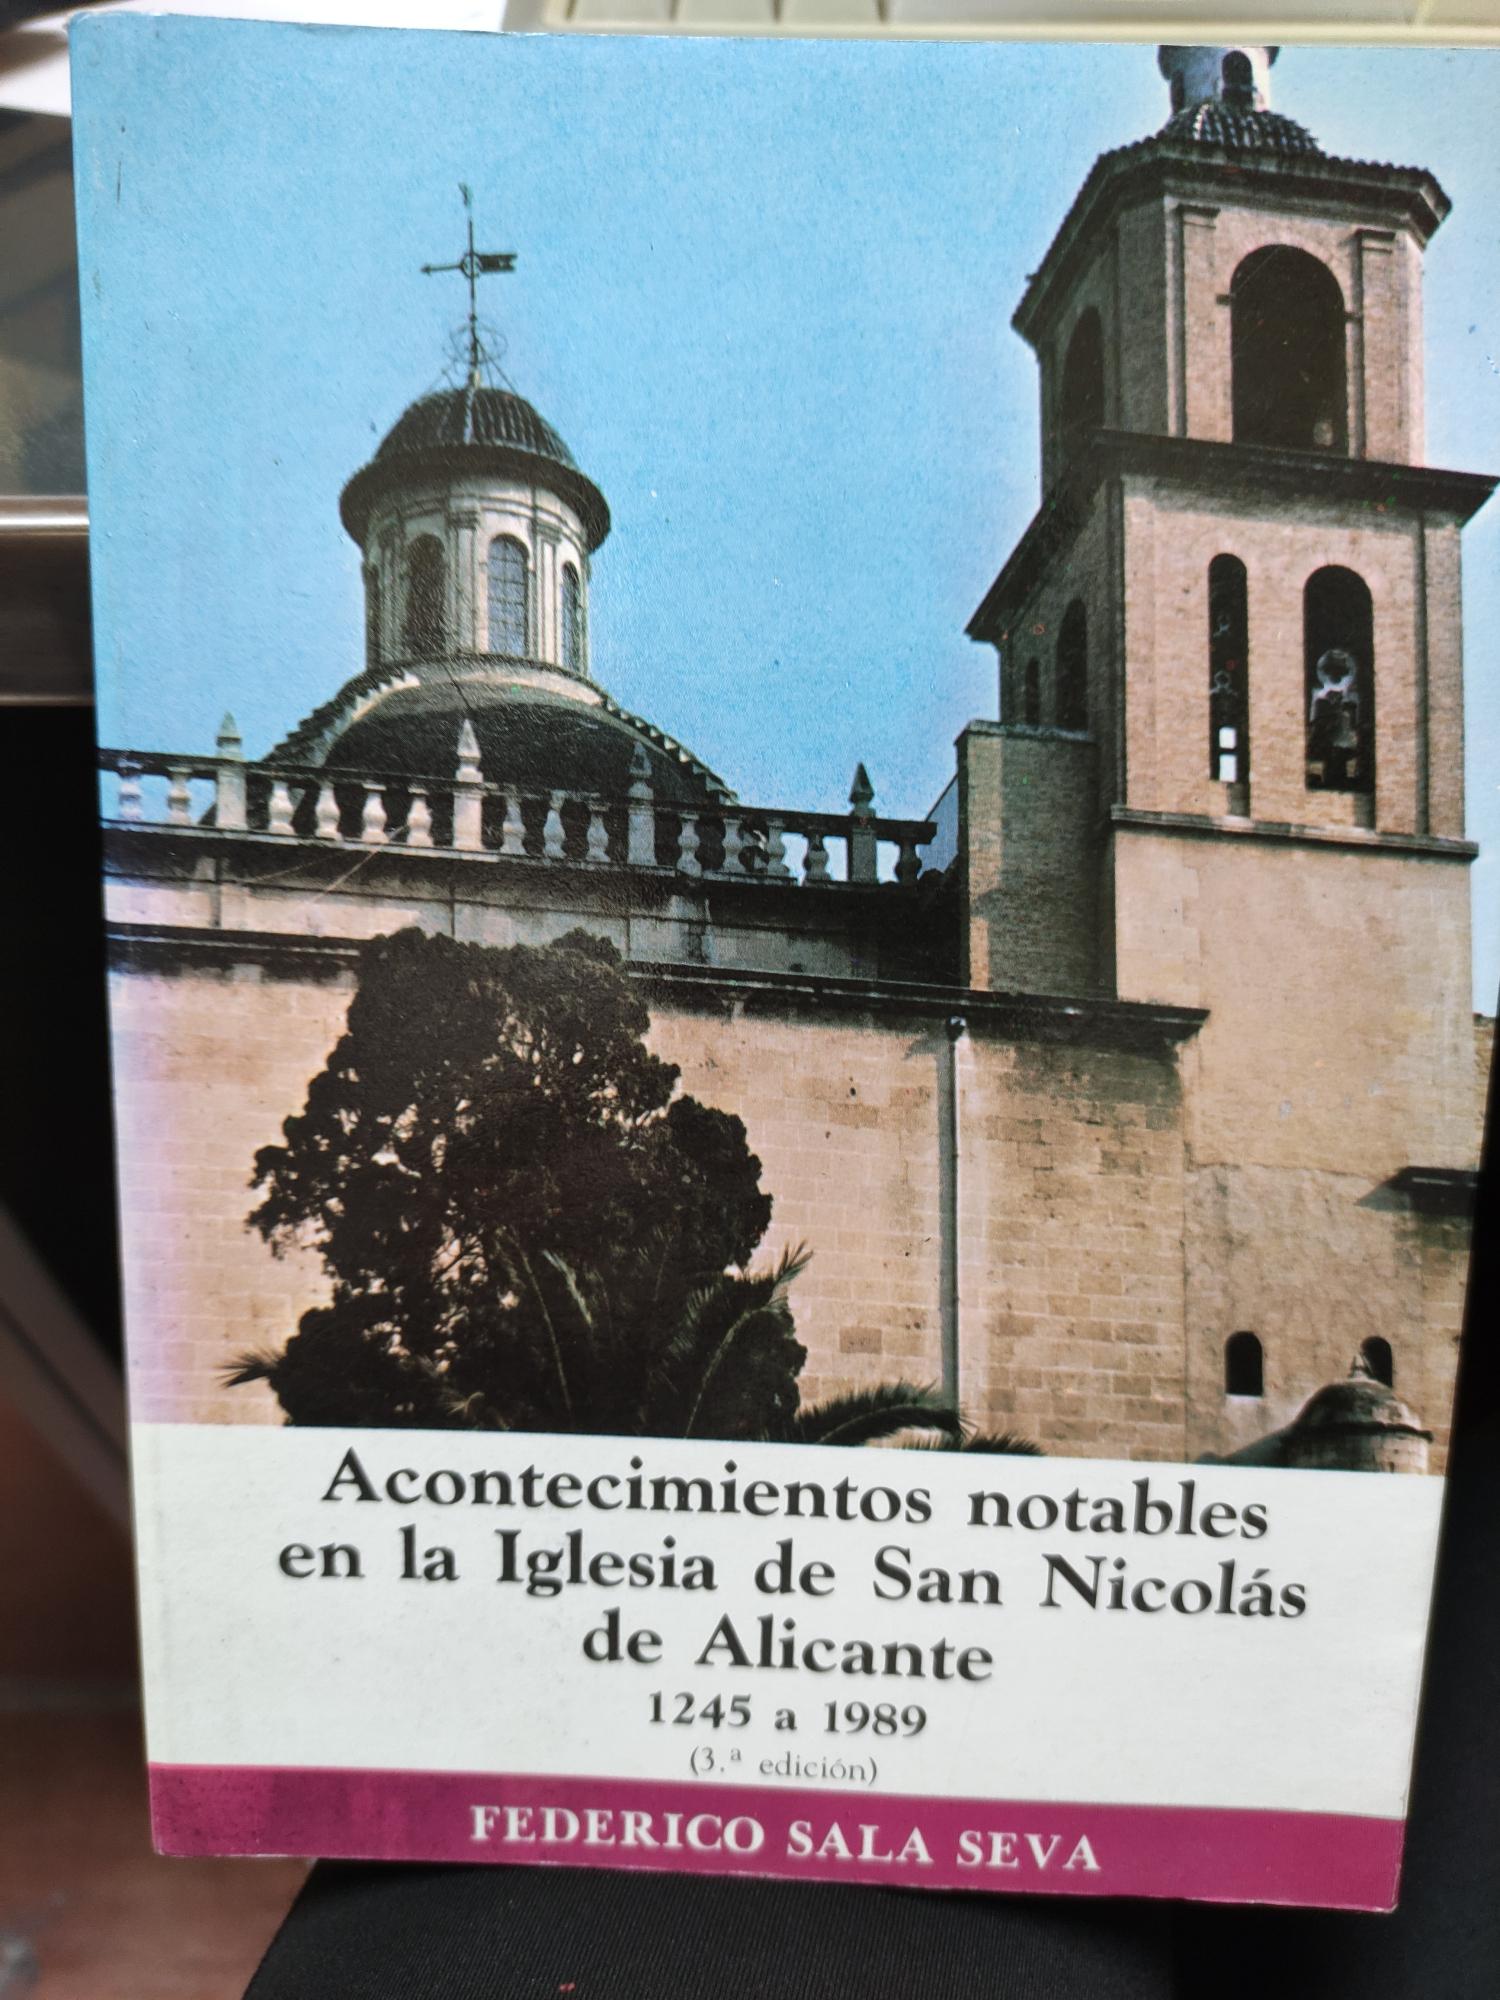 Acontecimientos notables
en la Iglesia de San Nicolás
de Alicante
1245 a 1989
(3.ª edición)
FEDERICO SALA SEVA